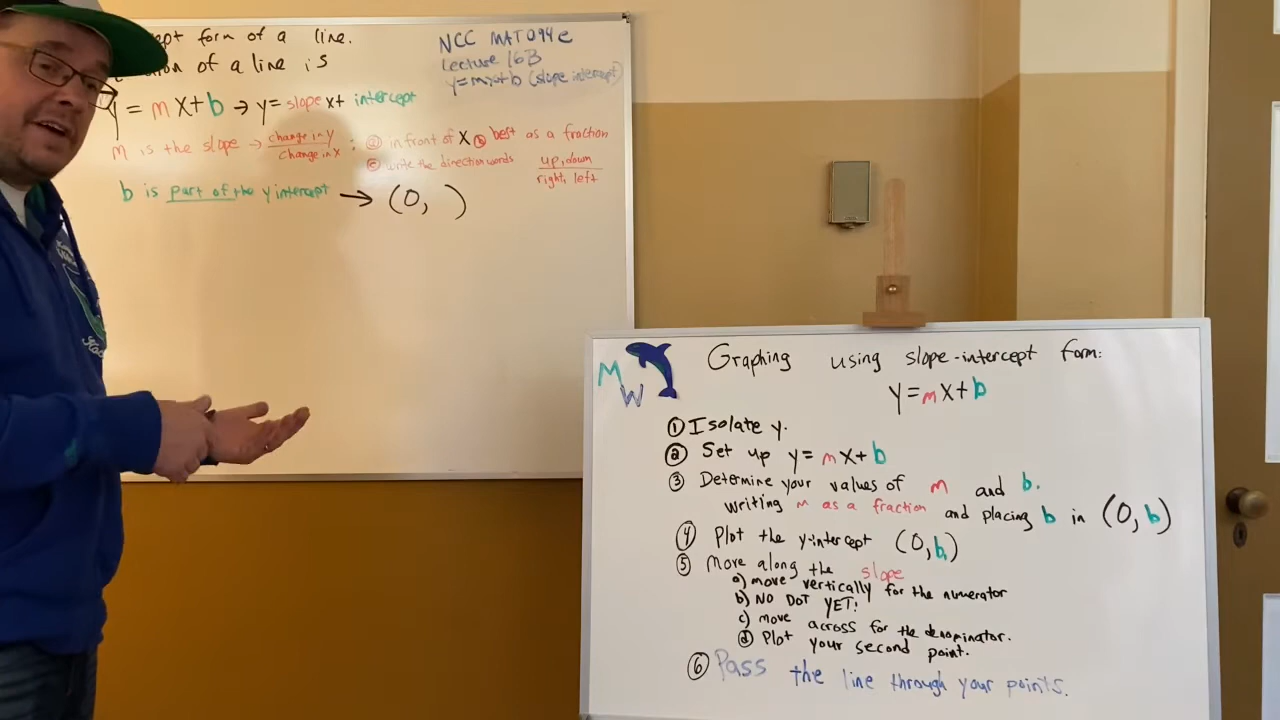 form of a line.
of a line is
y = mx+b → y= slope x+ intercept
m is the slope → change in y / change in x : ⓐ in front of x ⓑ best as a fraction
ⓒ write the direction words up, down / right, left
b is part of the y intercept → (0, )
NCC MAT094e
Lecture 16B
y=mx+b (slope intercept)
MW
Graphing using slope-intercept form:
y=mx+b
① Isolate y.
② Set up y= mx+b
③ Determine your values of m and b.
writing m as a fraction and placing b in (0, b)
④ Plot the y-intercept (0, b)
⑤ Move along the slope
a) move vertically for the numerator
b) NO DOT YET!
c) move across for the denominator.
ⓓ Plot your second point.
⑥ Pass the line through your points.